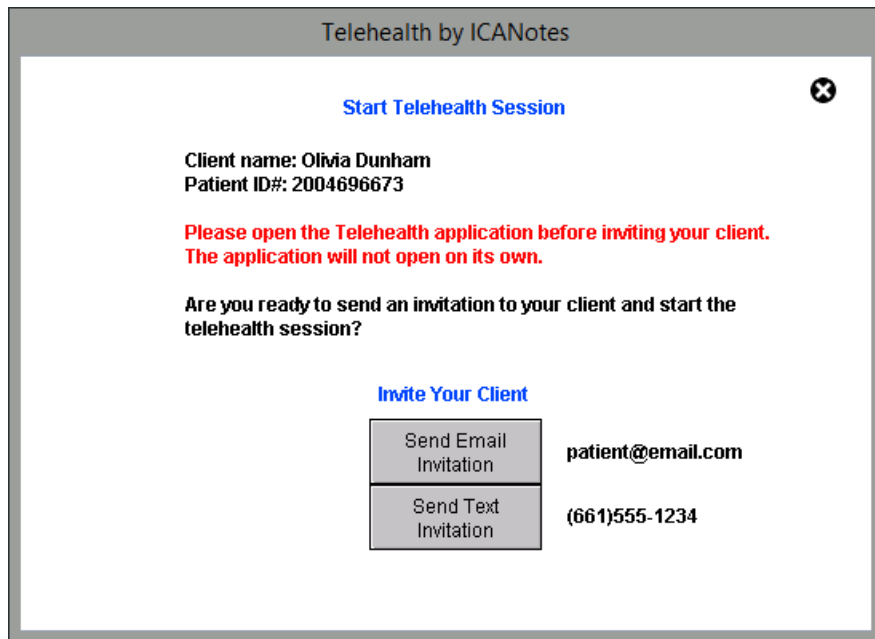 Telehealth by ICANotes
Start Telehealth Session
Client name: Olivia Dunham
Patient ID#: 2004696673
Please open the Telehealth application before inviting your client.
The application will not open on its own.
Are you ready to send an invitation to your client and start the
telehealth session?
Invite Your Client
Send Email
Invitation
patient@email.com
Send Text
Invitation
(661)555-1234